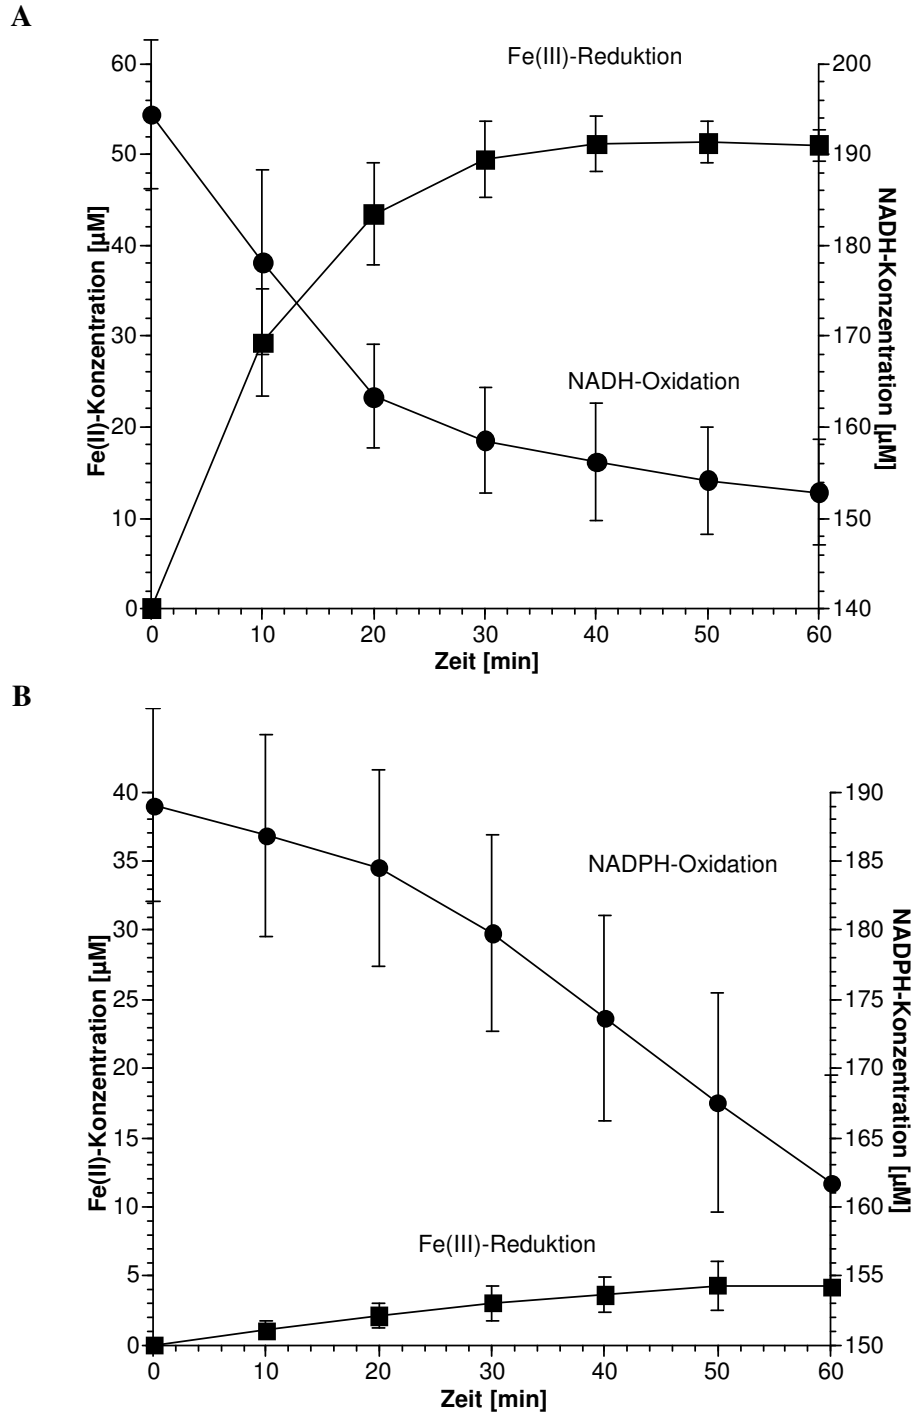 A
Fe(III)-Reduktion
NADH-Oxidation
60
50
40
30
20
10
0
Fe(II)-Konzentration [µM]
200
190
180
170
160
150
140
NADH-Konzentration [µM]
0 10 20 30 40 50 60
Zeit [min]
B
NADPH-Oxidation
Fe(III)-Reduktion
40
35
30
25
20
15
10
5
0
Fe(II)-Konzentration [µM]
190
185
180
175
170
165
160
155
150
NADPH-Konzentration [µM]
0 10 20 30 40 50 60
Zeit [min]